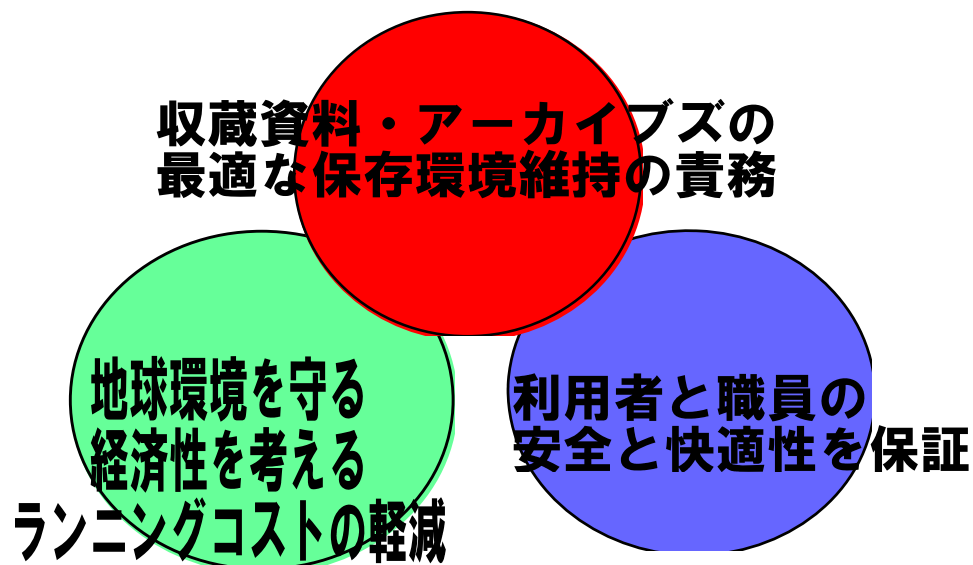 収蔵資料・アーカイブズの
最適な保存環境維持の責務
地球環境を守る
経済性を考える
ランニングコストの軽減
利用者と職員の
安全と快適性を保証